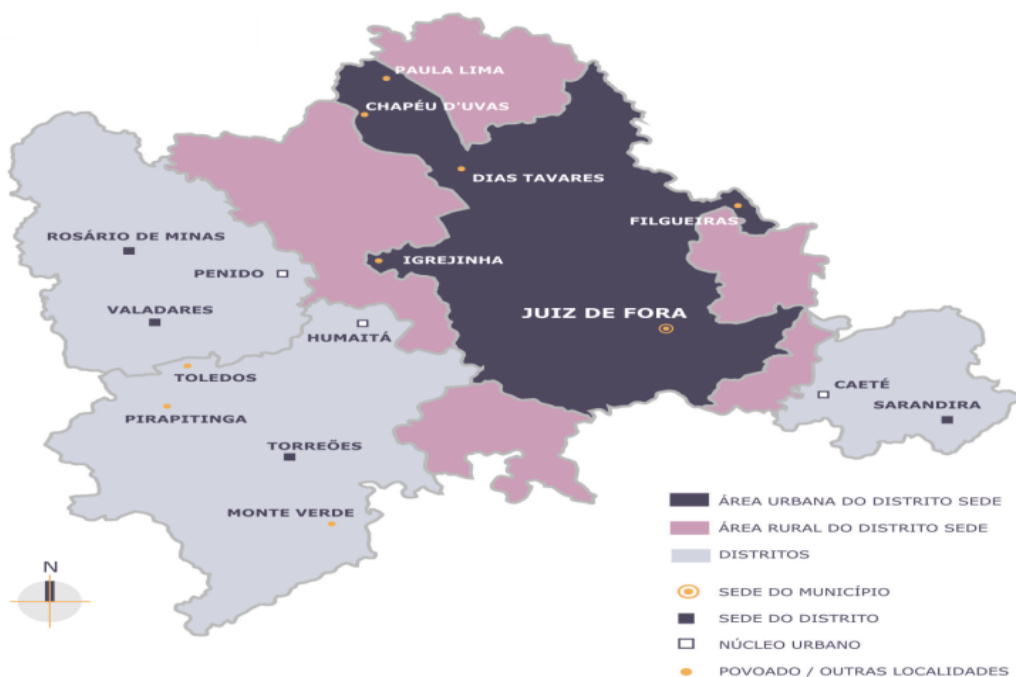 PAULA LIMA
CHAPÉU D'UVAS
DIAS TAVARES
FILGUEIRAS
ROSÁRIO DE MINAS
IGREJINHA
PENIDO
VALADARES
JUIZ DE FORA
HUMAITÁ
TOLEDOS
CAETÉ
PIRAPITINGA
SARANDIRA
TORREÕES
MONTE VERDE
N
ÁREA URBANA DO DISTRITO SEDE
ÁREA RURAL DO DISTRITO SEDE
DISTRITOS
SEDE DO MUNICÍPIO
SEDE DO DISTRITO
NÚCLEO URBANO
POVOADO / OUTRAS LOCALIDADES